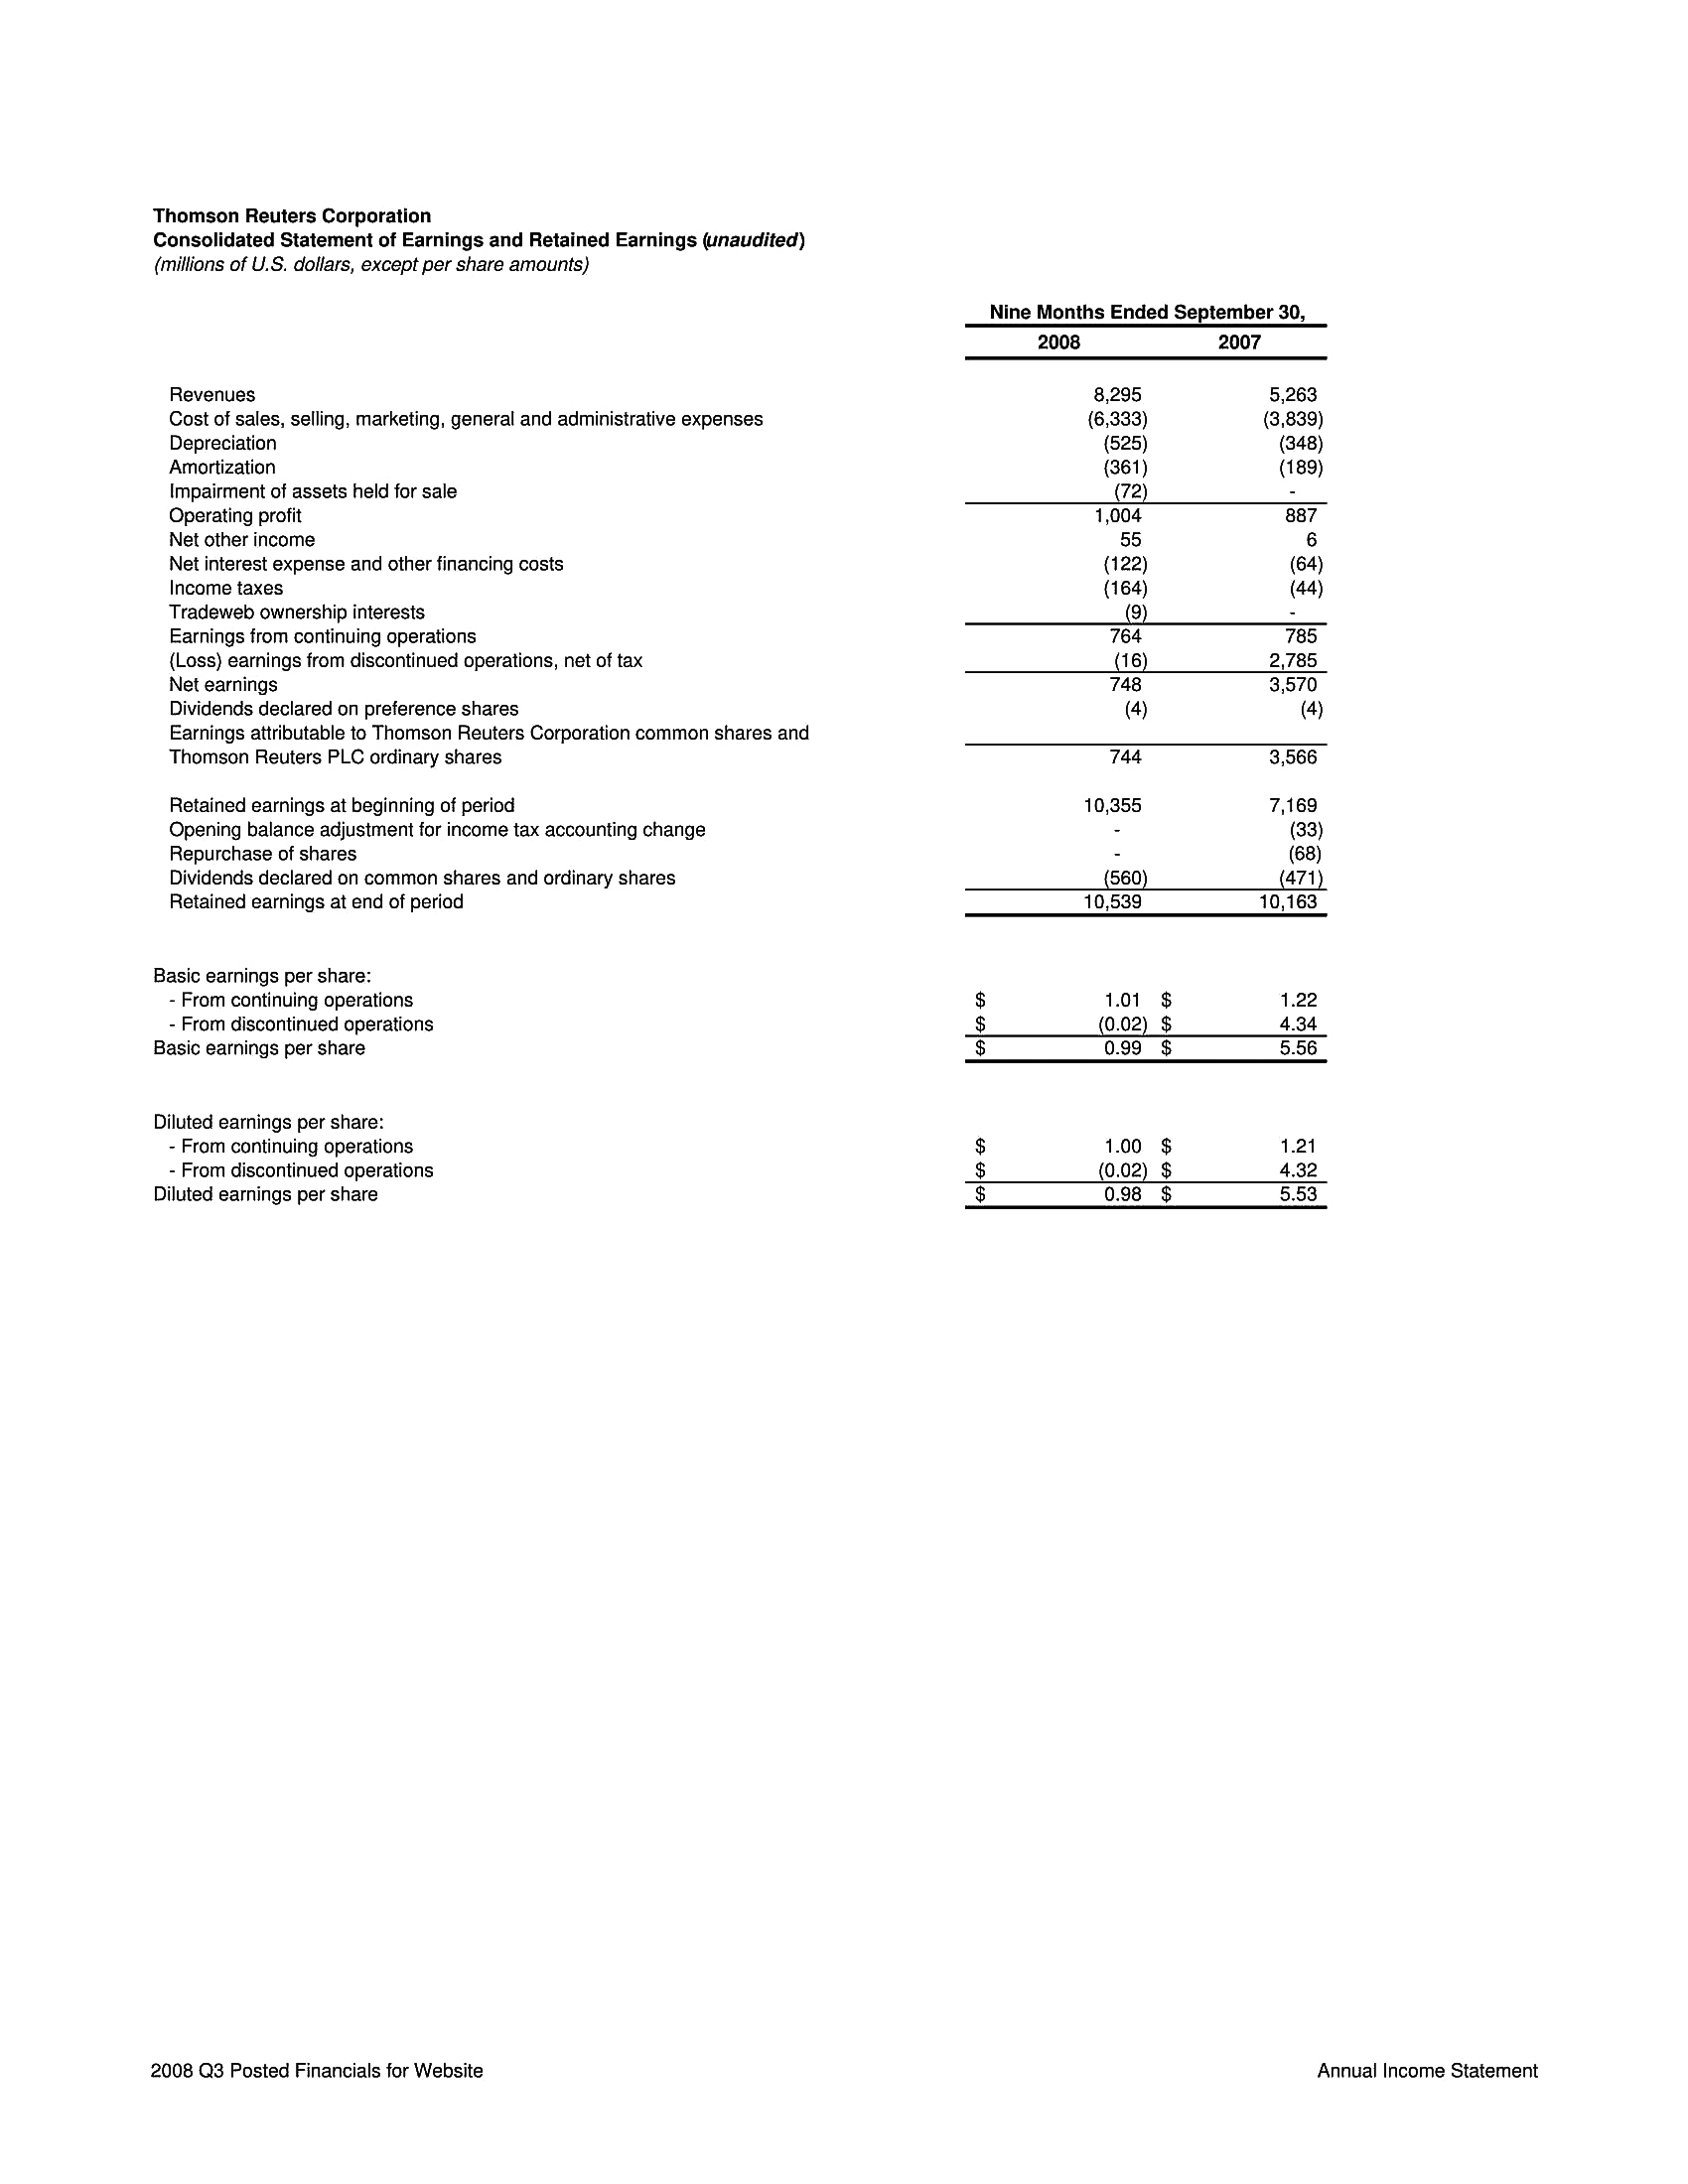 Thomson Reuters Corporation
Consolidated Statement of Earnings and Retained Earnings (unaudited)
(millions of U.S. dollars, except per share amounts)
Nine Months Ended September 30,
2008 2007
Revenues 8,295 5,263
Cost of sales, selling, marketing, general and administrative expenses (6,333) (3,839)
Depreciation (525) (348)
Amortization (361) (189)
Impairment of assets held for sale (72) -
Operating profit 1,004 887
Net other income 55 6
Net interest expense and other financing costs (122) (64)
Income taxes (164) (44)
Tradeweb ownership interests (9) -
Earnings from continuing operations 764 785
(Loss) earnings from discontinued operations, net of tax (16) 2,785
Net earnings 748 3,570
Dividends declared on preference shares (4) (4)
Earnings attributable to Thomson Reuters Corporation common shares and
Thomson Reuters PLC ordinary shares 744 3,566
Retained earnings at beginning of period 10,355 7,169
Opening balance adjustment for income tax accounting change - (33)
Repurchase of shares - (68)
Dividends declared on common shares and ordinary shares (560) (471)
Retained earnings at end of period 10,539 10,163
Basic earnings per share:
- From continuing operations $ 1.01 $ 1.22
- From discontinued operations $ (0.02) $ 4.34
Basic earnings per share $ 0.99 $ 5.56
Diluted earnings per share:
- From continuing operations $ 1.00 $ 1.21
- From discontinued operations $ (0.02) $ 4.32
Diluted earnings per share $ 0.98 $ 5.53
2008 Q3 Posted Financials for Website Annual Income Statement